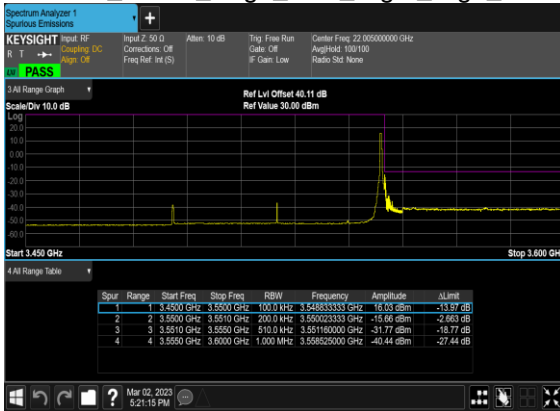 Spectrum Analyzer 1
Spurious Emissions
KEYSIGHT Input: RF Input Z: 50 Ω Atten: 10 dB Trig: Free Run Center Freq: 22.005000000 GHz
R T Coupling: DC Corrections: Off Gate: Off Avg|Hold: 100/100
Align: Off Freq Ref: Int (S) IF Gain: Low Radio Std: None
PASS
3 All Range Graph Ref Lvl Offset 40.11 dB
Scale/Div 10.0 dB Ref Value 30.00 dBm
Log
20.0
10.0
0.00
-10.0
-20.0
-30.0
-40.0
-50.0
-60.0
Start 3.450 GHz Stop 3.600 GH
4 All Range Table
Spur Range Start Freq Stop Freq RBW Frequency Amplitude ΔLimit
1 1 3.4500 GHz 3.5500 GHz 100.0 kHz 3.548833333 GHz 16.03 dBm -13.97 dB
2 2 3.5500 GHz 3.5510 GHz 200.0 kHz 3.550023333 GHz -15.66 dBm -2.663 dB
3 3 3.5510 GHz 3.5550 GHz 510.0 kHz 3.551160000 GHz -31.77 dBm -18.77 dB
4 4 3.5550 GHz 3.6000 GHz 1.000 MHz 3.558525000 GHz -40.44 dBm -27.44 dB
Mar 02, 2023
5:21:15 PM